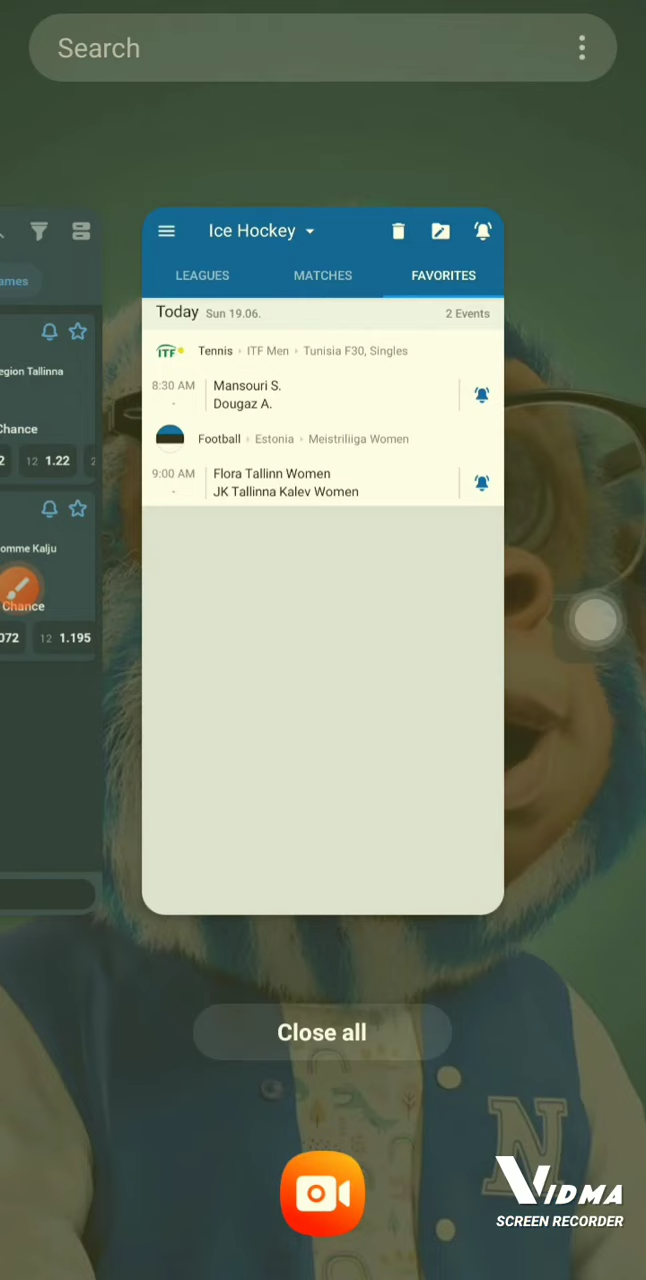 Search
Ice Hockey
LEAGUES MATCHES FAVORITES
Today Sun 19.06. 2 Events
ITF Tennis ITF Men Tunisia F30, Singles
8:30 AM Mansouri S.
- Dougaz A.
Football Estonia Meistriliiga Women
9:00 AM Flora Tallinn Women
- JK Tallinna Kalev Women
ames
egion Tallinna
Chance
2 12 1.22 2
omme Kalju
Chance
072 12 1.195
Close all
N
VIDMA
SCREEN RECORDER